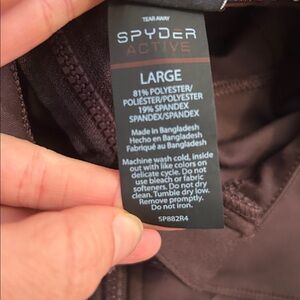 TEAR AWAY
SPYDER
ACTIVE
LARGE
81% POLYESTER/
POLIÉSTER/POLYESTER
19% SPANDEX
SPANDEX/SPANDEX
Made in Bangladesh
Hecho en Bangladesh
Fabriqué au Bangladesh
Machine wash cold, inside
out with like colors on
delicate cycle. Do not
use bleach or fabric
softeners. Do not dry
clean. Tumble dry low.
Remove promptly.
Do not iron.
SP882R4